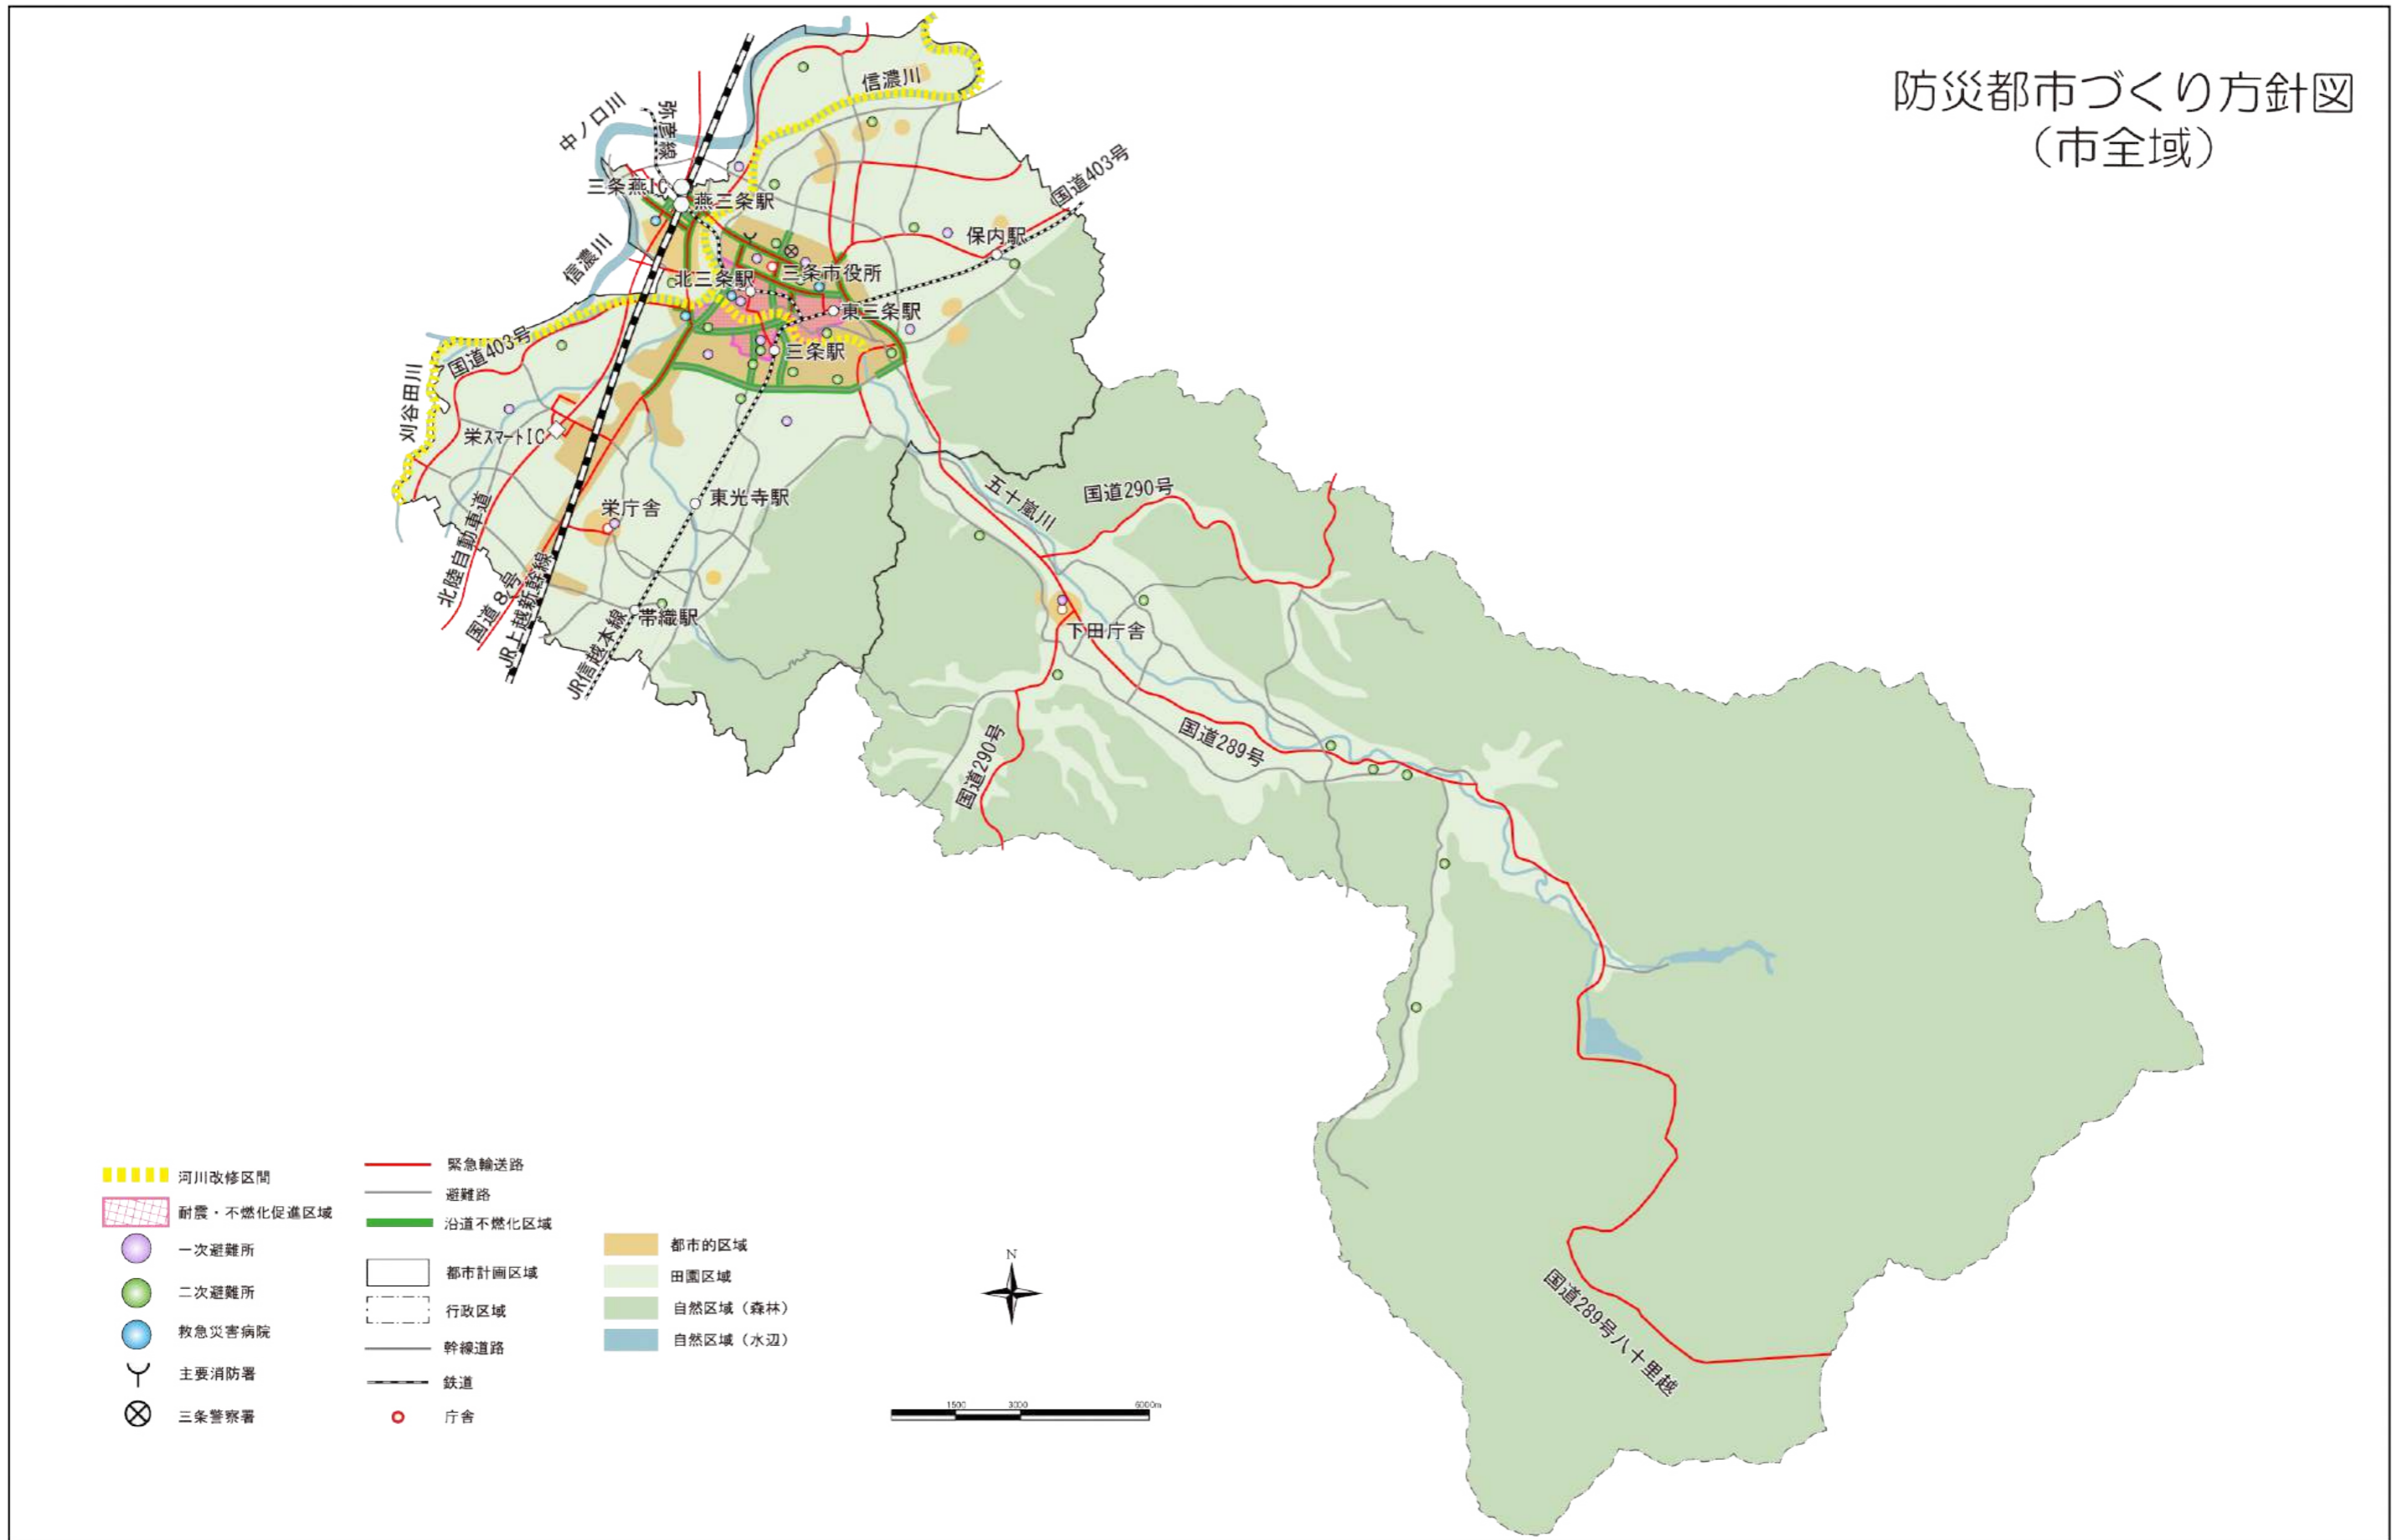 防災都市づくり方針図
（市全域）
信濃川
中ノ口川
弥彦線
三条燕IC
燕三条駅
国道403号
保内駅
信濃川
北三条駅
三条市役所
東三条駅
国道403号
三条駅
刈谷田川
栄スマートIC
東光寺駅
栄庁舎
五十嵐川
国道290号
北陸自動車道
国道8号
JR上越新幹線
JR信越本線
帯織駅
下田庁舎
国道290号
国道289号
国道289号八十里越
河川改修区間
耐震・不燃化促進区域
一次避難所
二次避難所
救急災害病院
主要消防署
三条警察署
緊急輸送路
避難路
沿道不燃化区域
都市計画区域
行政区域
幹線道路
鉄道
庁舎
都市的区域
田園区域
自然区域（森林）
自然区域（水辺）
N
1500 3000 6000m